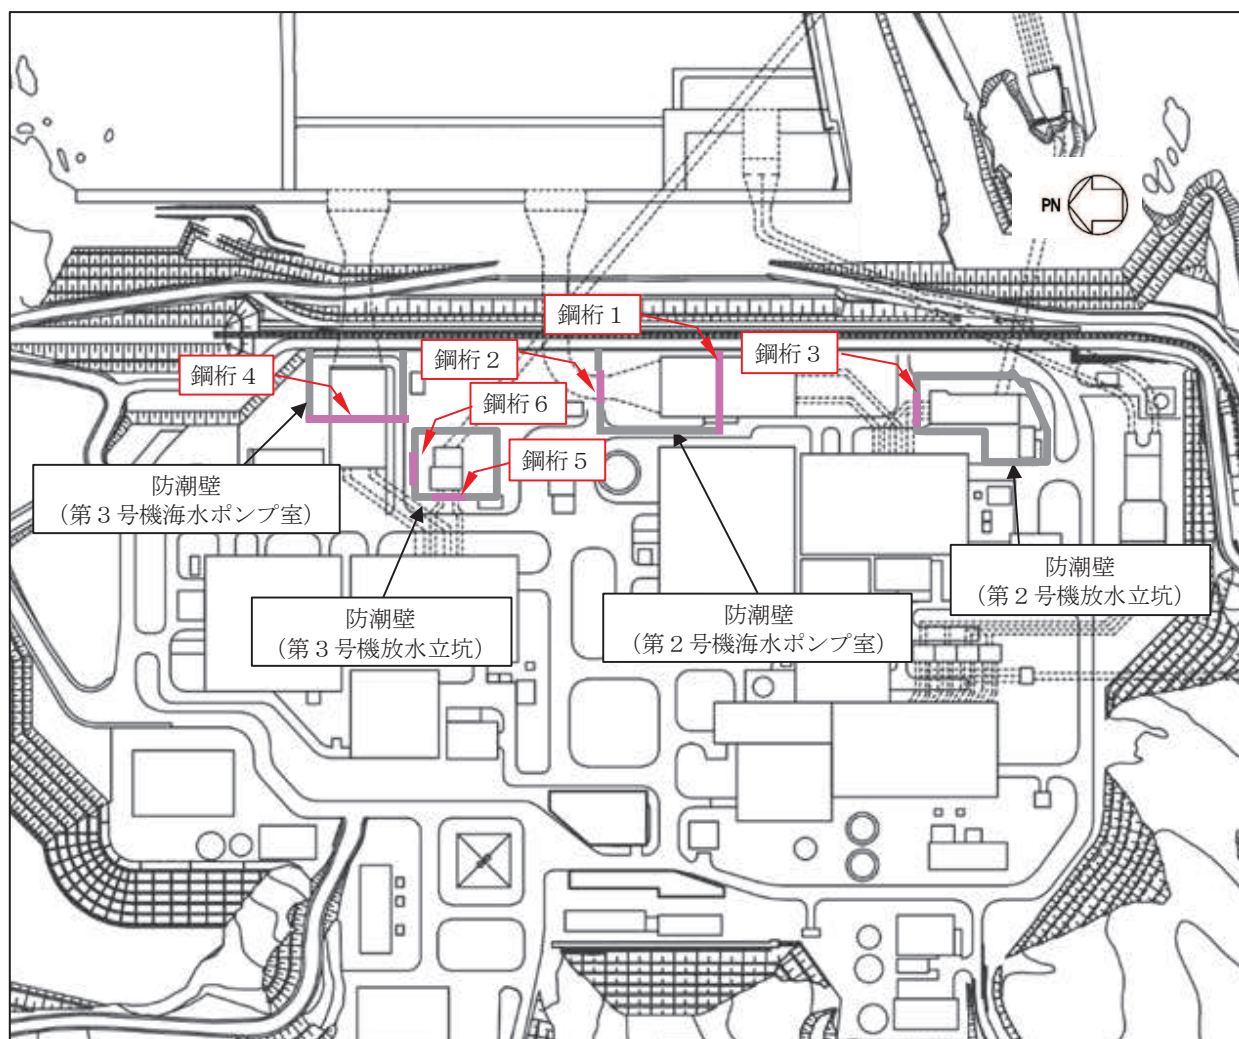 PN
鋼桁１
鋼桁２
鋼桁３
鋼桁４
鋼桁６
鋼桁５
防潮壁
（第３号機海水ポンプ室）
防潮壁
（第２号機放水立坑）
防潮壁
（第３号機放水立坑）
防潮壁
（第２号機海水ポンプ室）